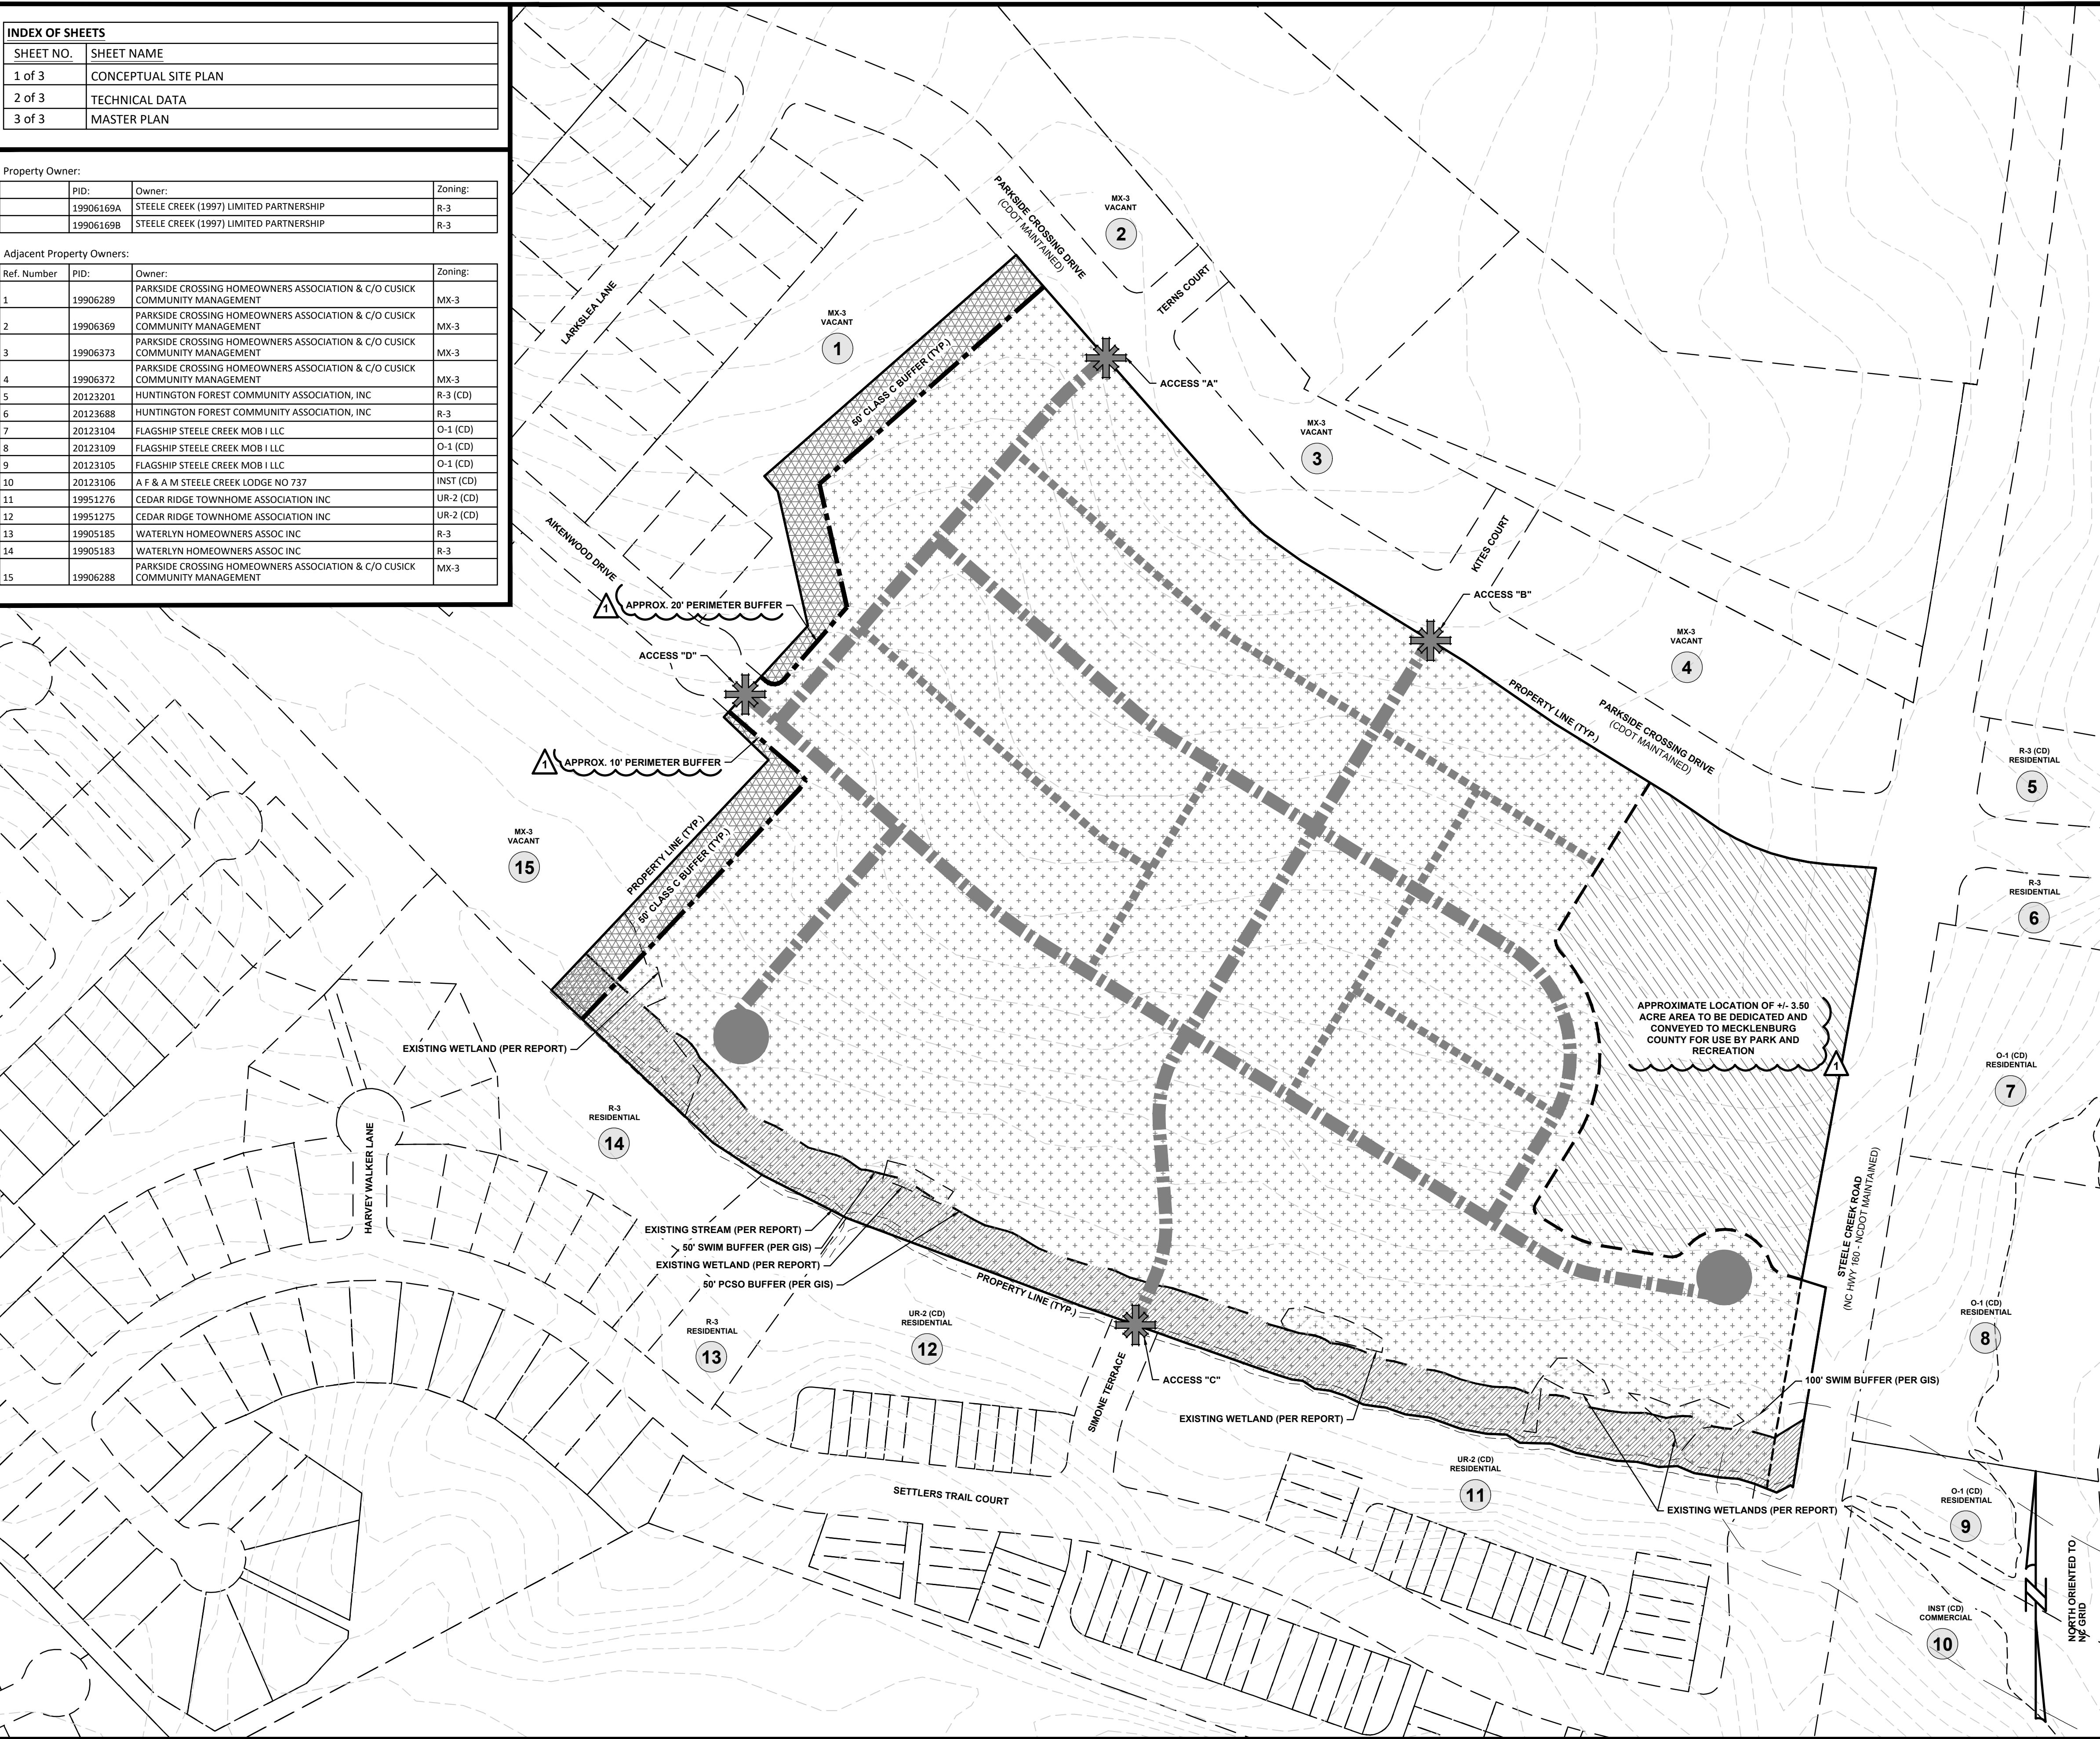 INDEX OF SHEETS
SHEET NO. SHEET NAME
1 of 3 CONCEPTUAL SITE PLAN
2 of 3 TECHNICAL DATA
3 of 3 MASTER PLAN
Property Owner:
PID: Owner: Zoning:
19906169A STEELE CREEK (1997) LIMITED PARTNERSHIP R-3
19906169B STEELE CREEK (1997) LIMITED PARTNERSHIP R-3
Adjacent Property Owners:
Ref. Number PID: Owner: Zoning:
1 19906289 PARKSIDE CROSSING HOMEOWNERS ASSOCIATION & C/O CUSICK
COMMUNITY MANAGEMENT MX-3
2 19906369 PARKSIDE CROSSING HOMEOWNERS ASSOCIATION & C/O CUSICK
COMMUNITY MANAGEMENT MX-3
3 19906373 PARKSIDE CROSSING HOMEOWNERS ASSOCIATION & C/O CUSICK
COMMUNITY MANAGEMENT MX-3
4 19906372 PARKSIDE CROSSING HOMEOWNERS ASSOCIATION & C/O CUSICK
COMMUNITY MANAGEMENT MX-3
5 20123201 HUNTINGTON FOREST COMMUNITY ASSOCIATION, INC R-3 (CD)
6 20123688 HUNTINGTON FOREST COMMUNITY ASSOCIATION, INC R-3
7 20123104 FLAGSHIP STEELE CREEK MOB I LLC O-1 (CD)
8 20123109 FLAGSHIP STEELE CREEK MOB I LLC O-1 (CD)
9 20123105 FLAGSHIP STEELE CREEK MOB I LLC O-1 (CD)
10 20123106 A F & A M STEELE CREEK LODGE NO 737 INST (CD)
11 19951276 CEDAR RIDGE TOWNHOME ASSOCIATION INC UR-2 (CD)
12 19951275 CEDAR RIDGE TOWNHOME ASSOCIATION INC UR-2 (CD)
13 19905185 WATERLYN HOMEOWNERS ASSOC INC R-3
14 19905183 WATERLYN HOMEOWNERS ASSOC INC R-3
15 19906288 PARKSIDE CROSSING HOMEOWNERS ASSOCIATION & C/O CUSICK
COMMUNITY MANAGEMENT MX-3
PARKSIDE CROSSING DRIVE
(CDOT MAINTAINED)
MX-3
VACANT
2
TERNS COURT
LARKSLEA LANE
MX-3
VACANT
1
50' CLASS C BUFFER (TYP.)
ACCESS "A"
MX-3
VACANT
3
AIKENWOOD DRIVE
KITES COURT
1
APPROX. 20' PERIMETER BUFFER
ACCESS "B"
ACCESS "D"
MX-3
VACANT
4
PROPERTY LINE (TYP.)
PARKSIDE CROSSING DRIVE
(CDOT MAINTAINED)
R-3 (CD)
RESIDENTIAL
5
1
APPROX. 10' PERIMETER BUFFER
MX-3
VACANT
15
PROPERTY LINE (TYP.)
50' CLASS C BUFFER (TYP.)
R-3
RESIDENTIAL
6
APPROXIMATE LOCATION OF +/- 3.50
ACRE AREA TO BE DEDICATED AND
CONVEYED TO MECKLENBURG
COUNTY FOR USE BY PARK AND
RECREATION
1
EXISTING WETLAND (PER REPORT)
O-1 (CD)
RESIDENTIAL
7
R-3
RESIDENTIAL
14
HARVEY WALKER LANE
STEELE CREEK ROAD
(NC HWY 160 - NCDOT MAINTAINED)
EXISTING STREAM (PER REPORT)
50' SWIM BUFFER (PER GIS)
EXISTING WETLAND (PER REPORT)
50' PCSO BUFFER (PER GIS)
PROPERTY LINE (TYP.)
R-3
RESIDENTIAL
13
UR-2 (CD)
RESIDENTIAL
12
O-1 (CD)
RESIDENTIAL
8
SIMONE TERRACE
ACCESS "C"
100' SWIM BUFFER (PER GIS)
EXISTING WETLAND (PER REPORT)
UR-2 (CD)
RESIDENTIAL
11
SETTLERS TRAIL COURT
EXISTING WETLANDS (PER REPORT)
O-1 (CD)
RESIDENTIAL
9
INST (CD)
COMMERCIAL
10
NORTH ORIENTED TO
NC GRID